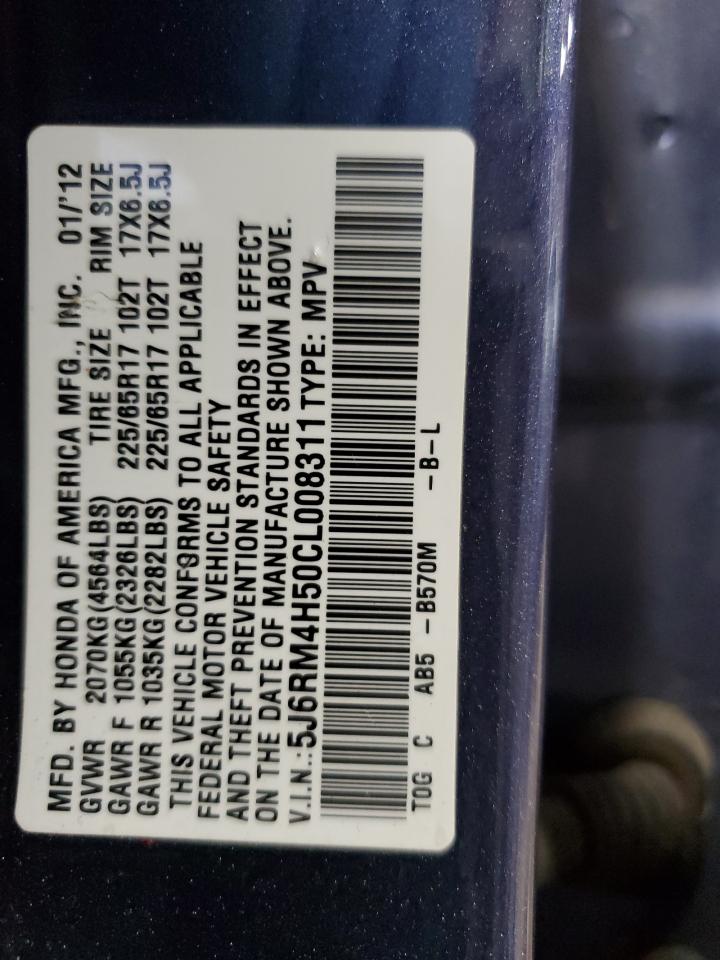 MFD. BY HONDA OF AMERICA MFG., INC. 01/'12
GVWR 2070KG(4564LBS) TIRE SIZE RIM SIZE
GAWR F 1055KG(2326LBS) 225/65R17 102T 17X6.5J
GAWR R 1035KG(2282LBS) 225/65R17 102T 17X6.5J
THIS VEHICLE CONFORMS TO ALL APPLICABLE
FEDERAL MOTOR VEHICLE SAFETY
AND THEFT PREVENTION STANDARDS IN EFFECT
ON THE DATE OF MANUFACTURE SHOWN ABOVE.
V.I.N.: 5J6RM4H50CL008311 TYPE: MPV
TOG C AB5 -B570M -B-L